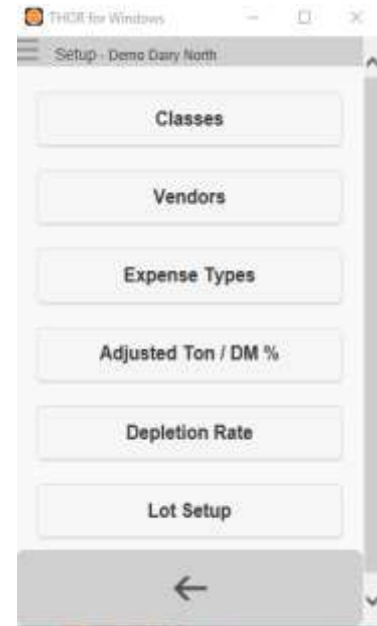 THOR for Windows
Setup - Demo Dairy North
Classes
Vendors
Expense Types
Adjusted Ton / DM %
Depletion Rate
Lot Setup